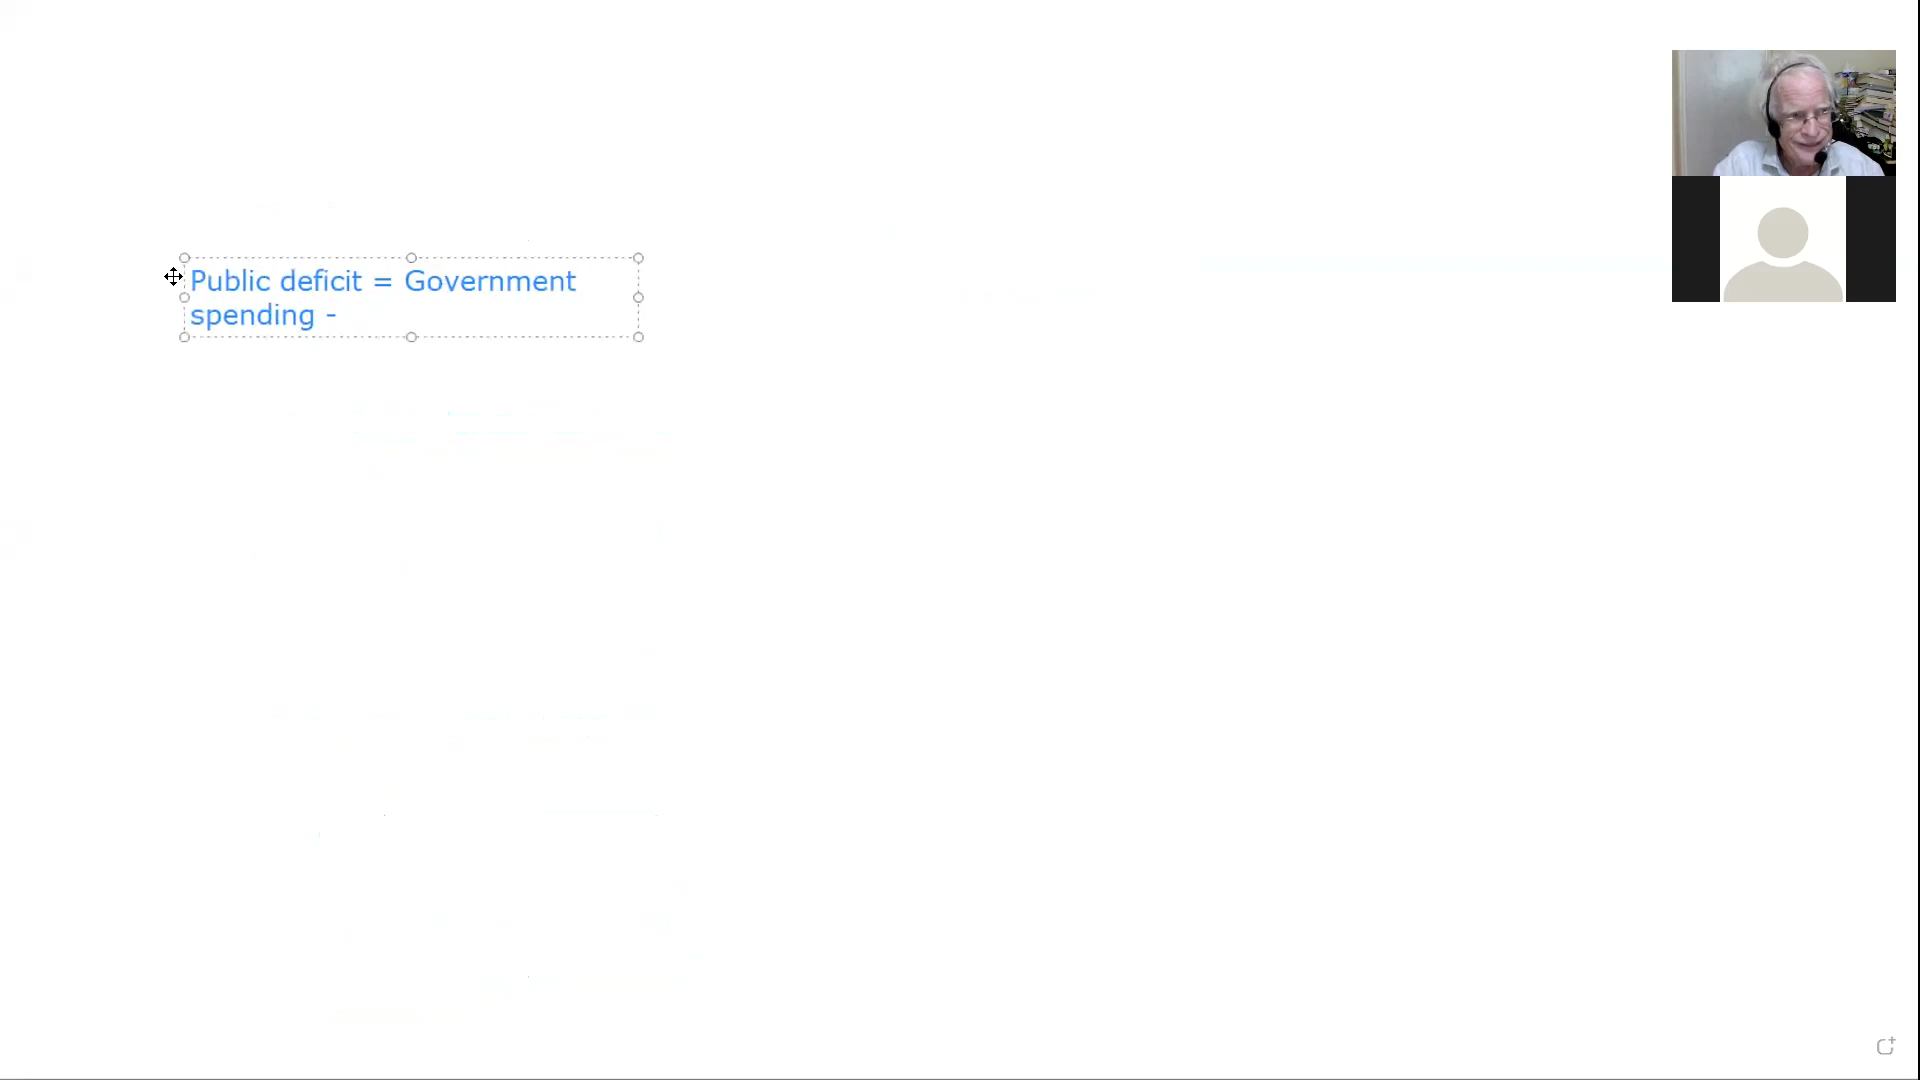 Public deficit = Government
spending -